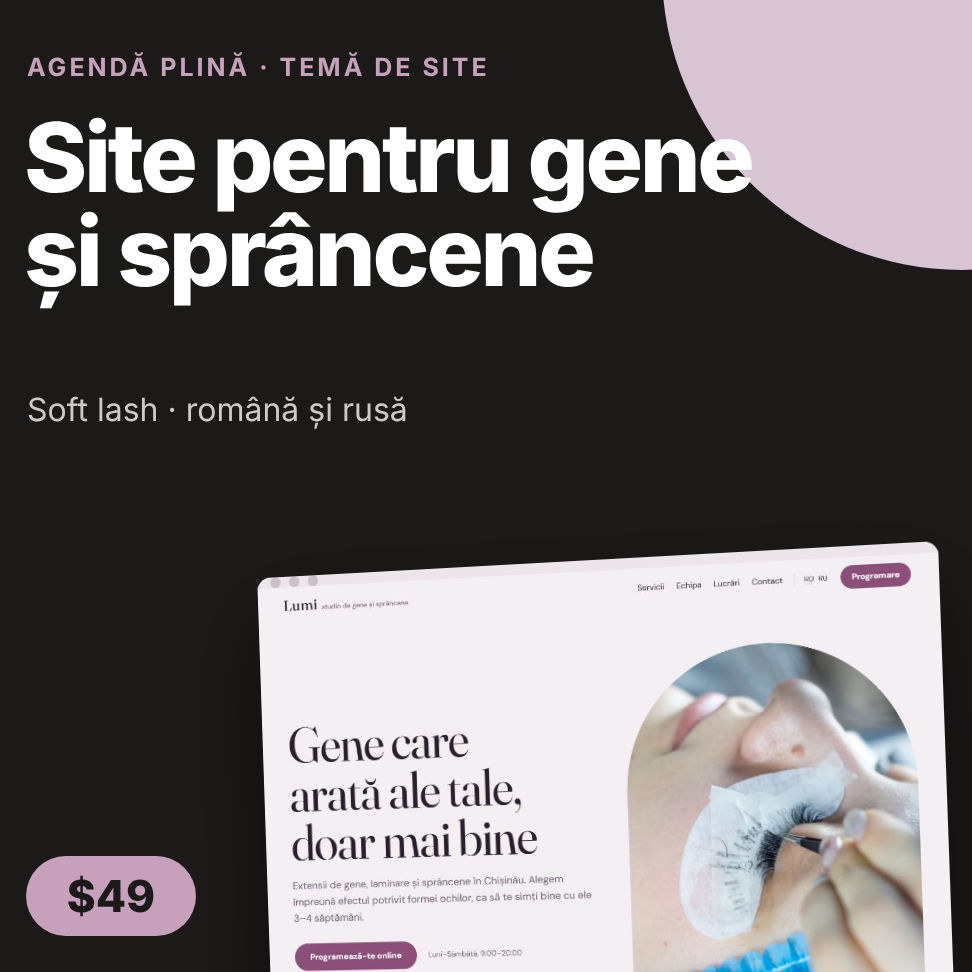 AGENDĂ PLINĂ · TEMĂ DE SITE
Site pentru gene
și sprâncene
Soft lash · română și rusă
Lumi studio de gene și sprâncene
Servicii Echipa Lucrări Contact RO RU Programare
Gene care
arată ale tale,
doar mai bine
Extensii de gene, laminare și sprâncene în Chișinău. Alegem
împreună efectul potrivit formei ochilor, ca să te simți bine cu ele
3–4 săptămâni.
Programează-te online Luni–Sâmbătă, 9:00–20:00
$49